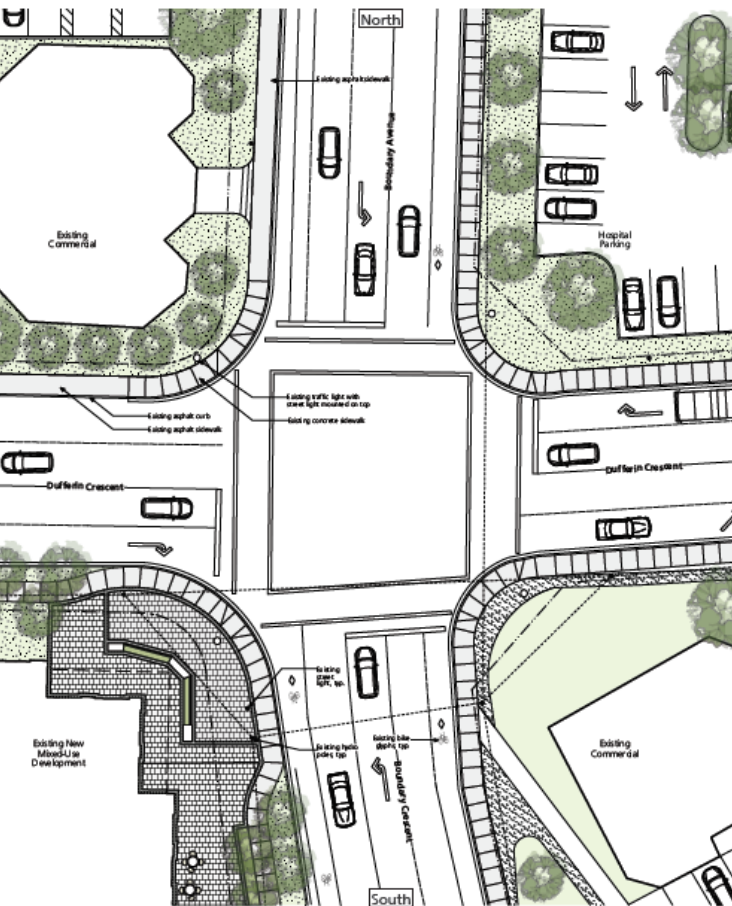 North
Existing asphalt sidewalk
Boundary Avenue
Existing
Commercial
Hospital
Parking
Existing traffic light with
street light mounted on top
Existing concrete sidewalk
Existing asphalt curb
Existing asphalt sidewalk
Dufferin Crescent
Dufferin Crescent
Existing
street
light, typ.
Existing hydro
poles, typ.
Existing bike
glyphs, typ.
Boundary Crescent
Existing New
Mixed-Use
Development
Existing
Commercial
South